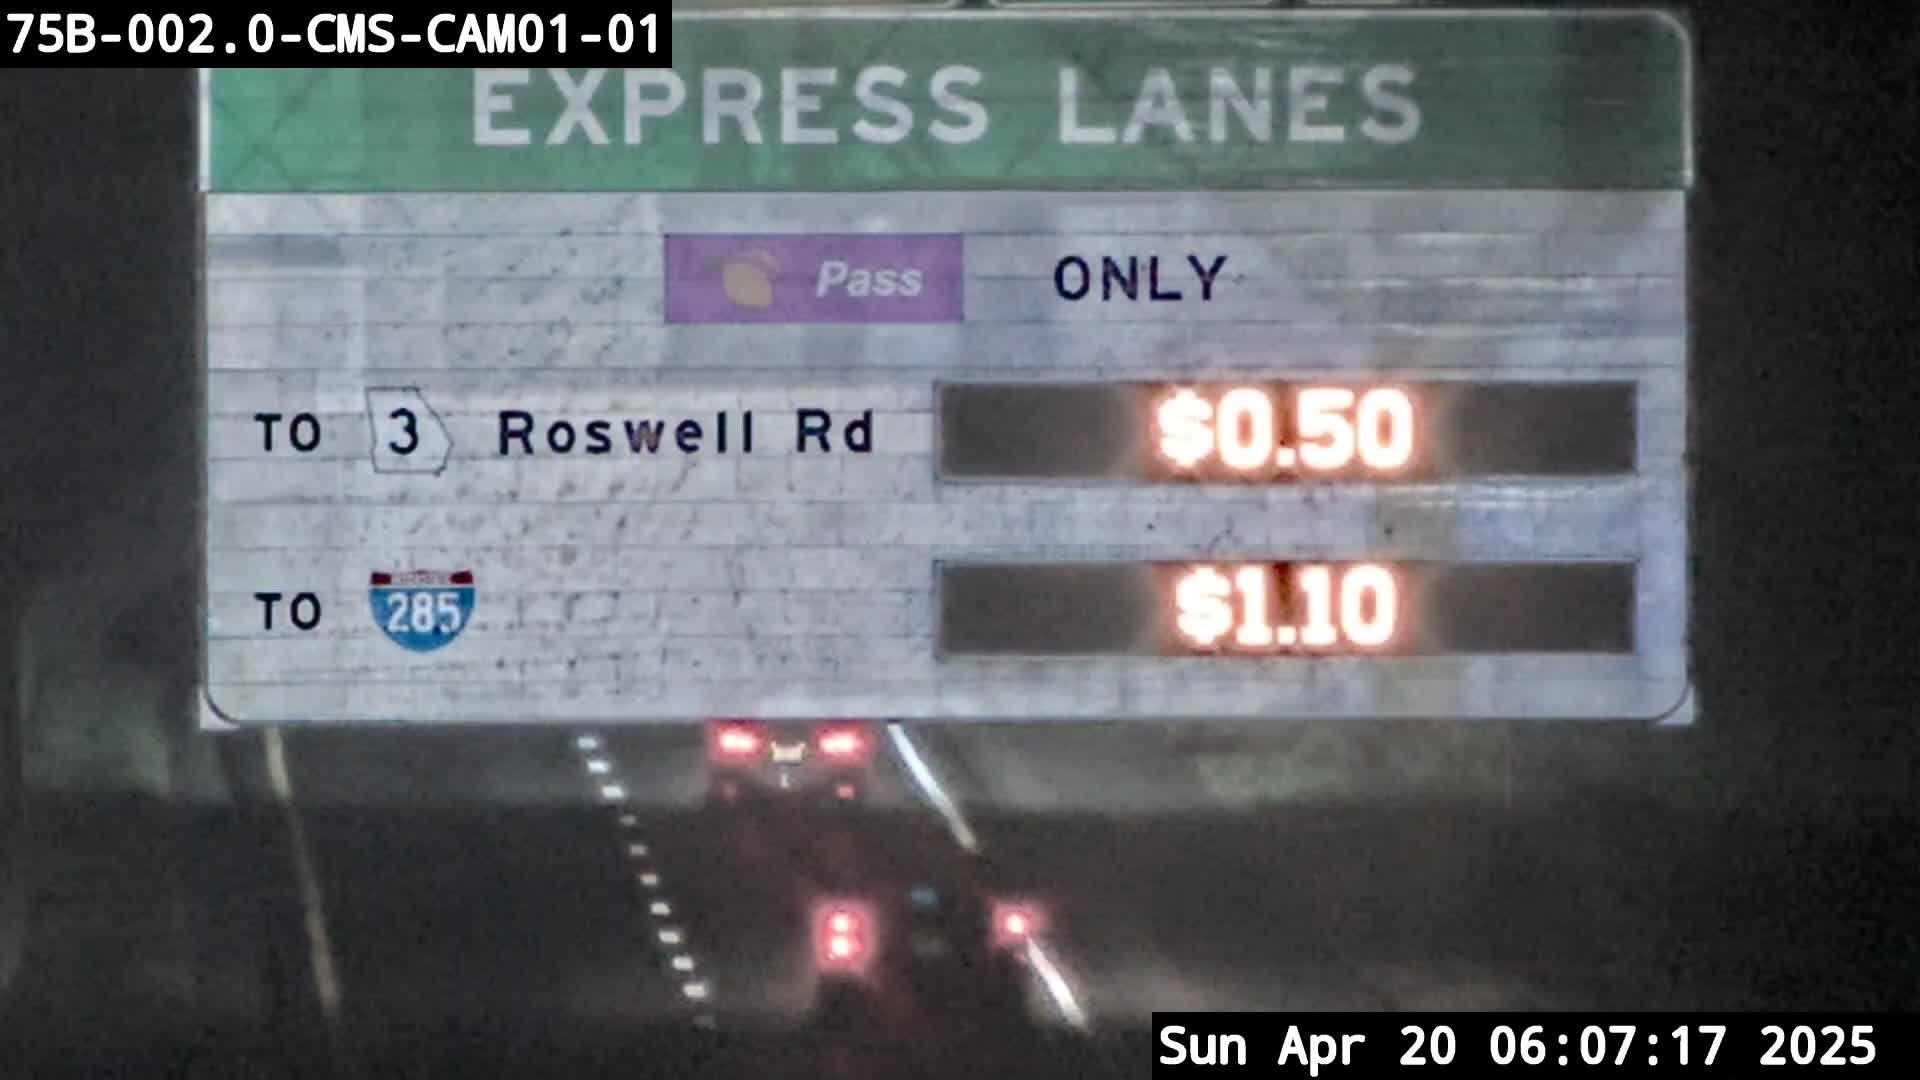 75B-002.0-CMS-CAM01-01
EXPRESS LANES
Pass ONLY
TO 3 Roswell Rd $0.50
TO 285 $1.10
Sun Apr 20 06:07:17 2025